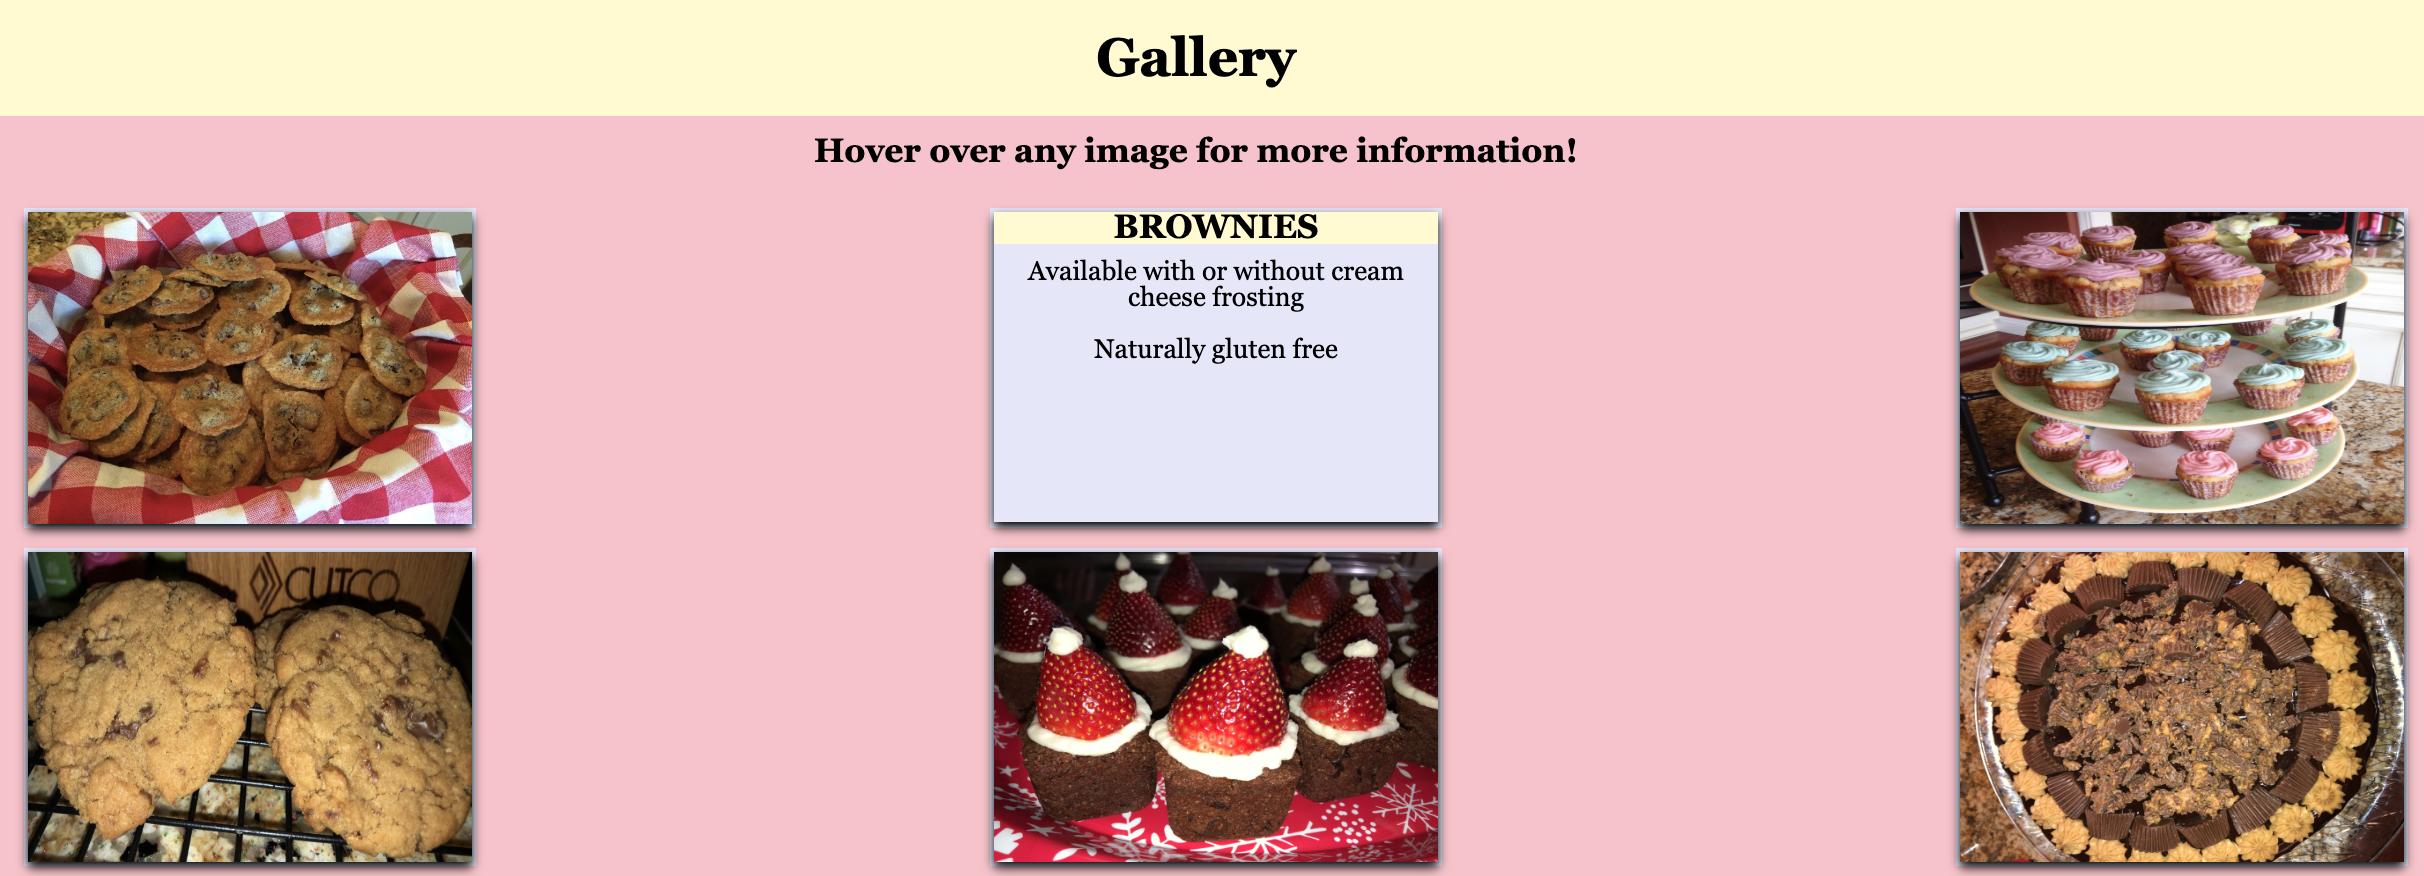 Gallery
Hover over any image for more information!
BROWNIES
Available with or without cream
cheese frosting
Naturally gluten free
CUTCO